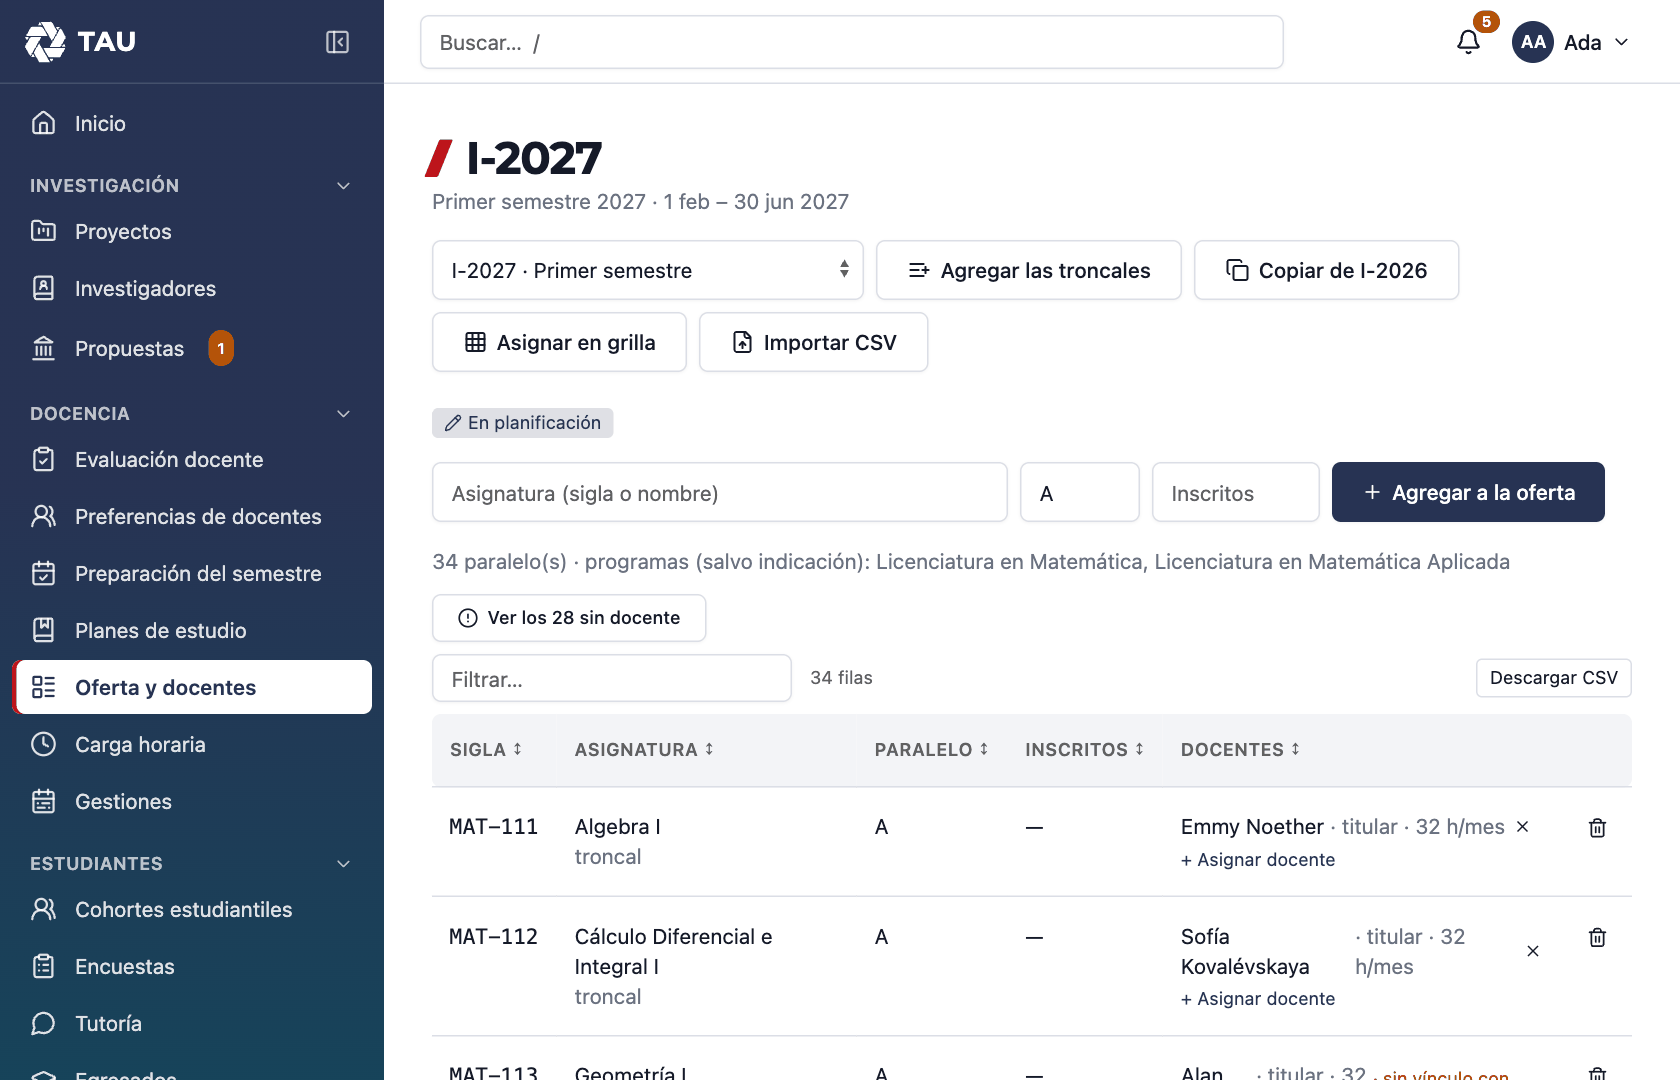 TAU
Buscar... /
5
AA
Ada
Inicio
INVESTIGACIÓN
Proyectos
Investigadores
Propuestas
1
DOCENCIA
Evaluación docente
Preferencias de docentes
Preparación del semestre
Planes de estudio
Oferta y docentes
Carga horaria
Gestiones
ESTUDIANTES
Cohortes estudiantiles
Encuestas
Tutoría
Egresados
I-2027
Primer semestre 2027 · 1 feb – 30 jun 2027
I-2027 · Primer semestre
Agregar las troncales
Copiar de I-2026
Asignar en grilla
Importar CSV
En planificación
Asignatura (sigla o nombre)
A
Inscritos
+ Agregar a la oferta
34 paralelo(s) · programas (salvo indicación): Licenciatura en Matemática, Licenciatura en Matemática Aplicada
Ver los 28 sin docente
Filtrar...
34 filas
Descargar CSV
SIGLA ASIGNATURA PARALELO INSCRITOS DOCENTES
MAT-111 Algebra I A — Emmy Noether · titular · 32 h/mes ×
troncal + Asignar docente
MAT-112 Cálculo Diferencial e A — Sofía · titular · 32
Integral I Kovalévskaya h/mes ×
troncal + Asignar docente
MAT-113 Geometría I A — Alan · titular · 32 · sin vínculo con